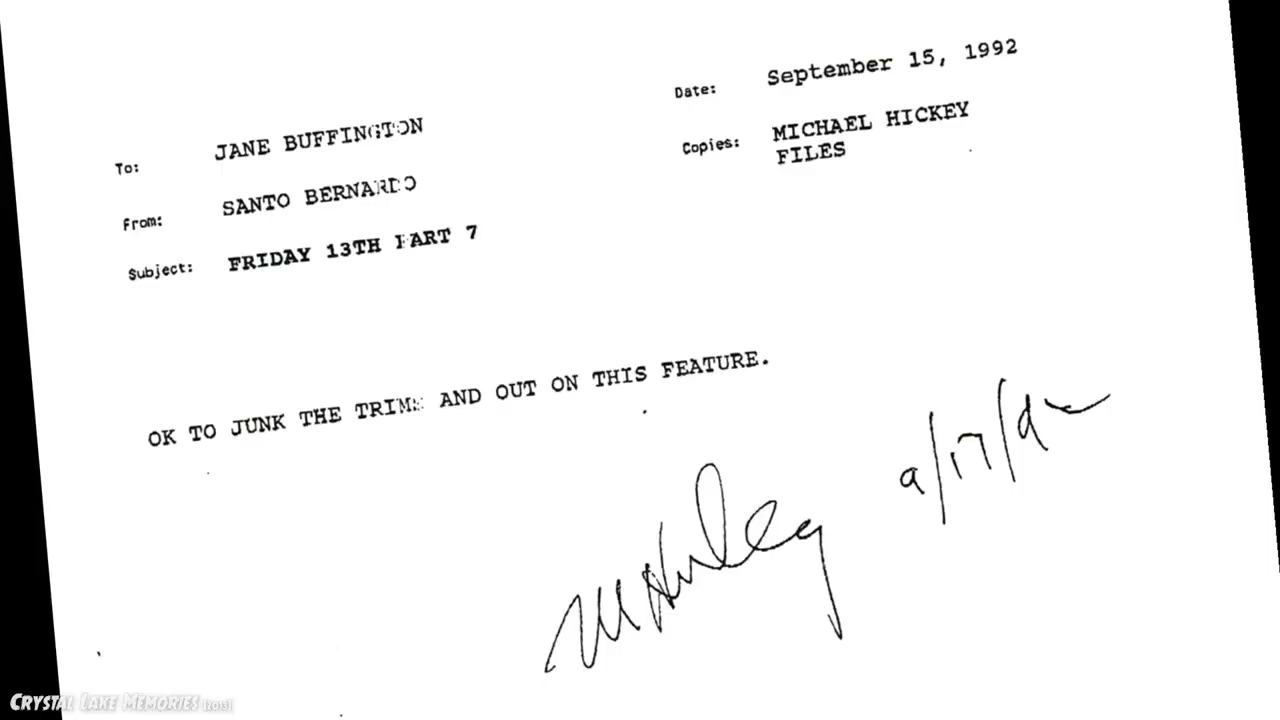 Date: September 15, 1992
To: JANE BUFFINGTON
Copies: MICHAEL HICKEY
FILES
From: SANTO BERNARDO
Subject: FRIDAY 13TH PART 7
OK TO JUNK THE TRIMS AND OUT ON THIS FEATURE.
9/17/92
CRYSTAL LAKE MEMORIES [2013]